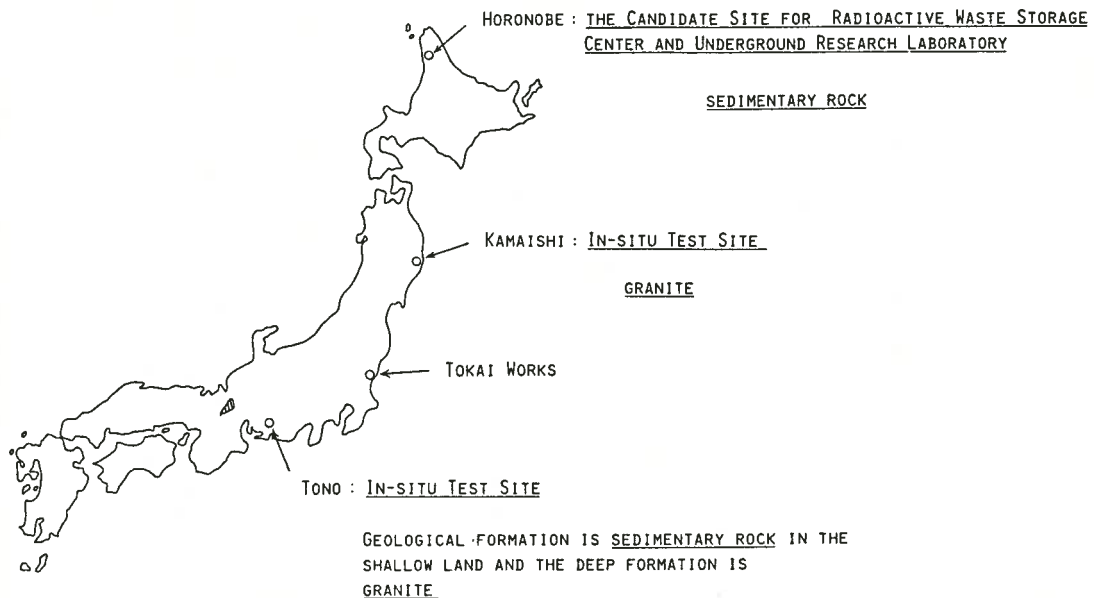 HORONOBE : THE CANDIDATE SITE FOR RADIOACTIVE WASTE STORAGE
CENTER AND UNDERGROUND RESEARCH LABORATORY
SEDIMENTARY ROCK
KAMAISHI : IN-SITU TEST SITE
GRANITE
TOKAI WORKS
TONO : IN-SITU TEST SITE
GEOLOGICAL FORMATION IS SEDIMENTARY ROCK IN THE
SHALLOW LAND AND THE DEEP FORMATION IS
GRANITE